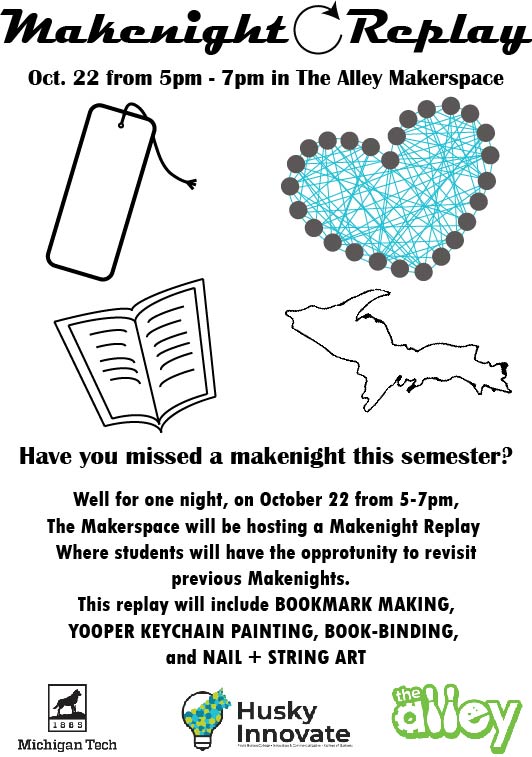 Makenight Replay
Oct. 22 from 5pm - 7pm in The Alley Makerspace
Have you missed a makenight this semester?
Well for one night, on October 22 from 5-7pm,
The Makerspace will be hosting a Makenight Replay
Where students will have the opprotunity to revisit
previous Makenights.
This replay will include BOOKMARK MAKING,
YOOPER KEYCHAIN PAINTING, BOOK-BINDING,
and NAIL + STRING ART
1885
Michigan Tech
Husky
Innovate
the
alley